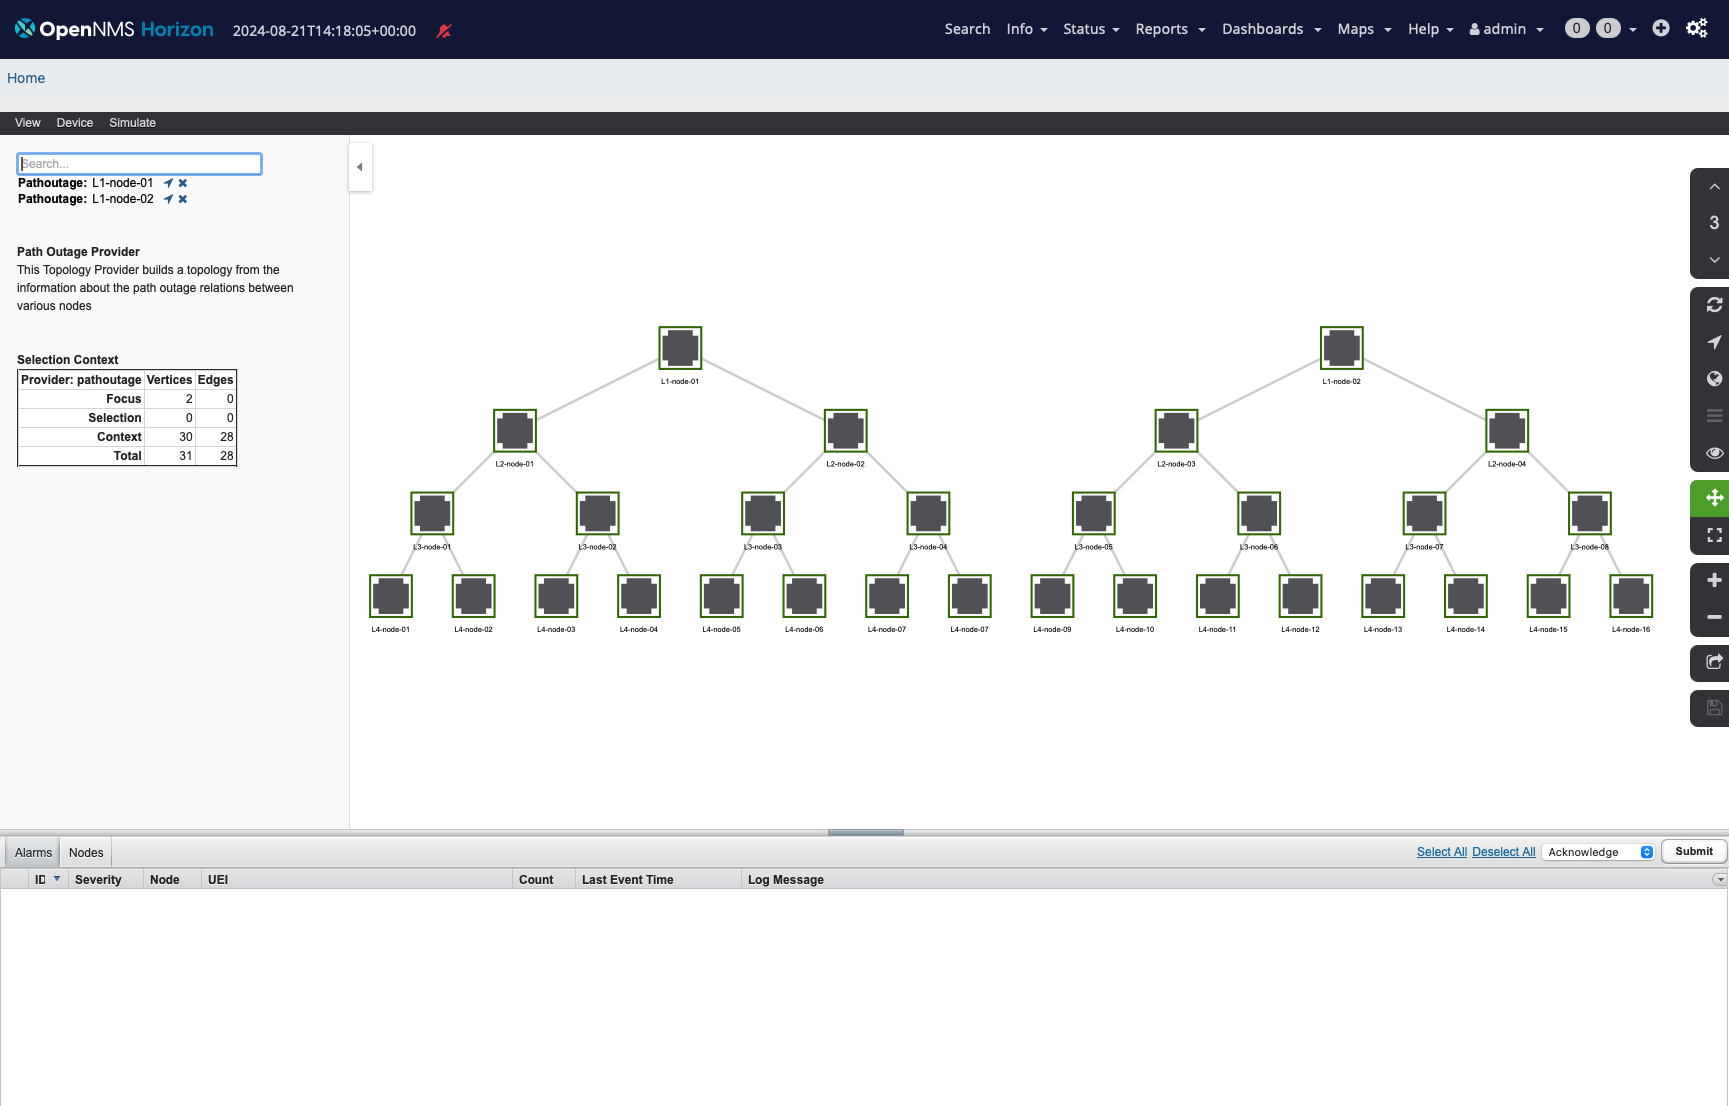 OpenNMS Horizon 2024-08-21T14:18:05+00:00 Search Info Status Reports Dashboards Maps Help admin 0 0
Home
View Device Simulate
Search...
Pathoutage: L1-node-01
Pathoutage: L1-node-02
Path Outage Provider
This Topology Provider builds a topology from the
information about the path outage relations between
various nodes
Selection Context
Provider: pathoutage Vertices Edges
Focus 2 0
Selection 0 0
Context 30 28
Total 31 28
3
L1-node-01 L1-node-02
L2-node-01 L2-node-02 L2-node-03 L2-node-04
L3-node-01 L3-node-02 L3-node-03 L3-node-04 L3-node-05 L3-node-06 L3-node-07 L3-node-08
L4-node-01 L4-node-02 L4-node-03 L4-node-04 L4-node-05 L4-node-06 L4-node-07 L4-node-07 L4-node-09 L4-node-10 L4-node-11 L4-node-12 L4-node-13 L4-node-14 L4-node-15 L4-node-16
Alarms Nodes Select All Deselect All Acknowledge Submit
ID Severity Node UEI Count Last Event Time Log Message